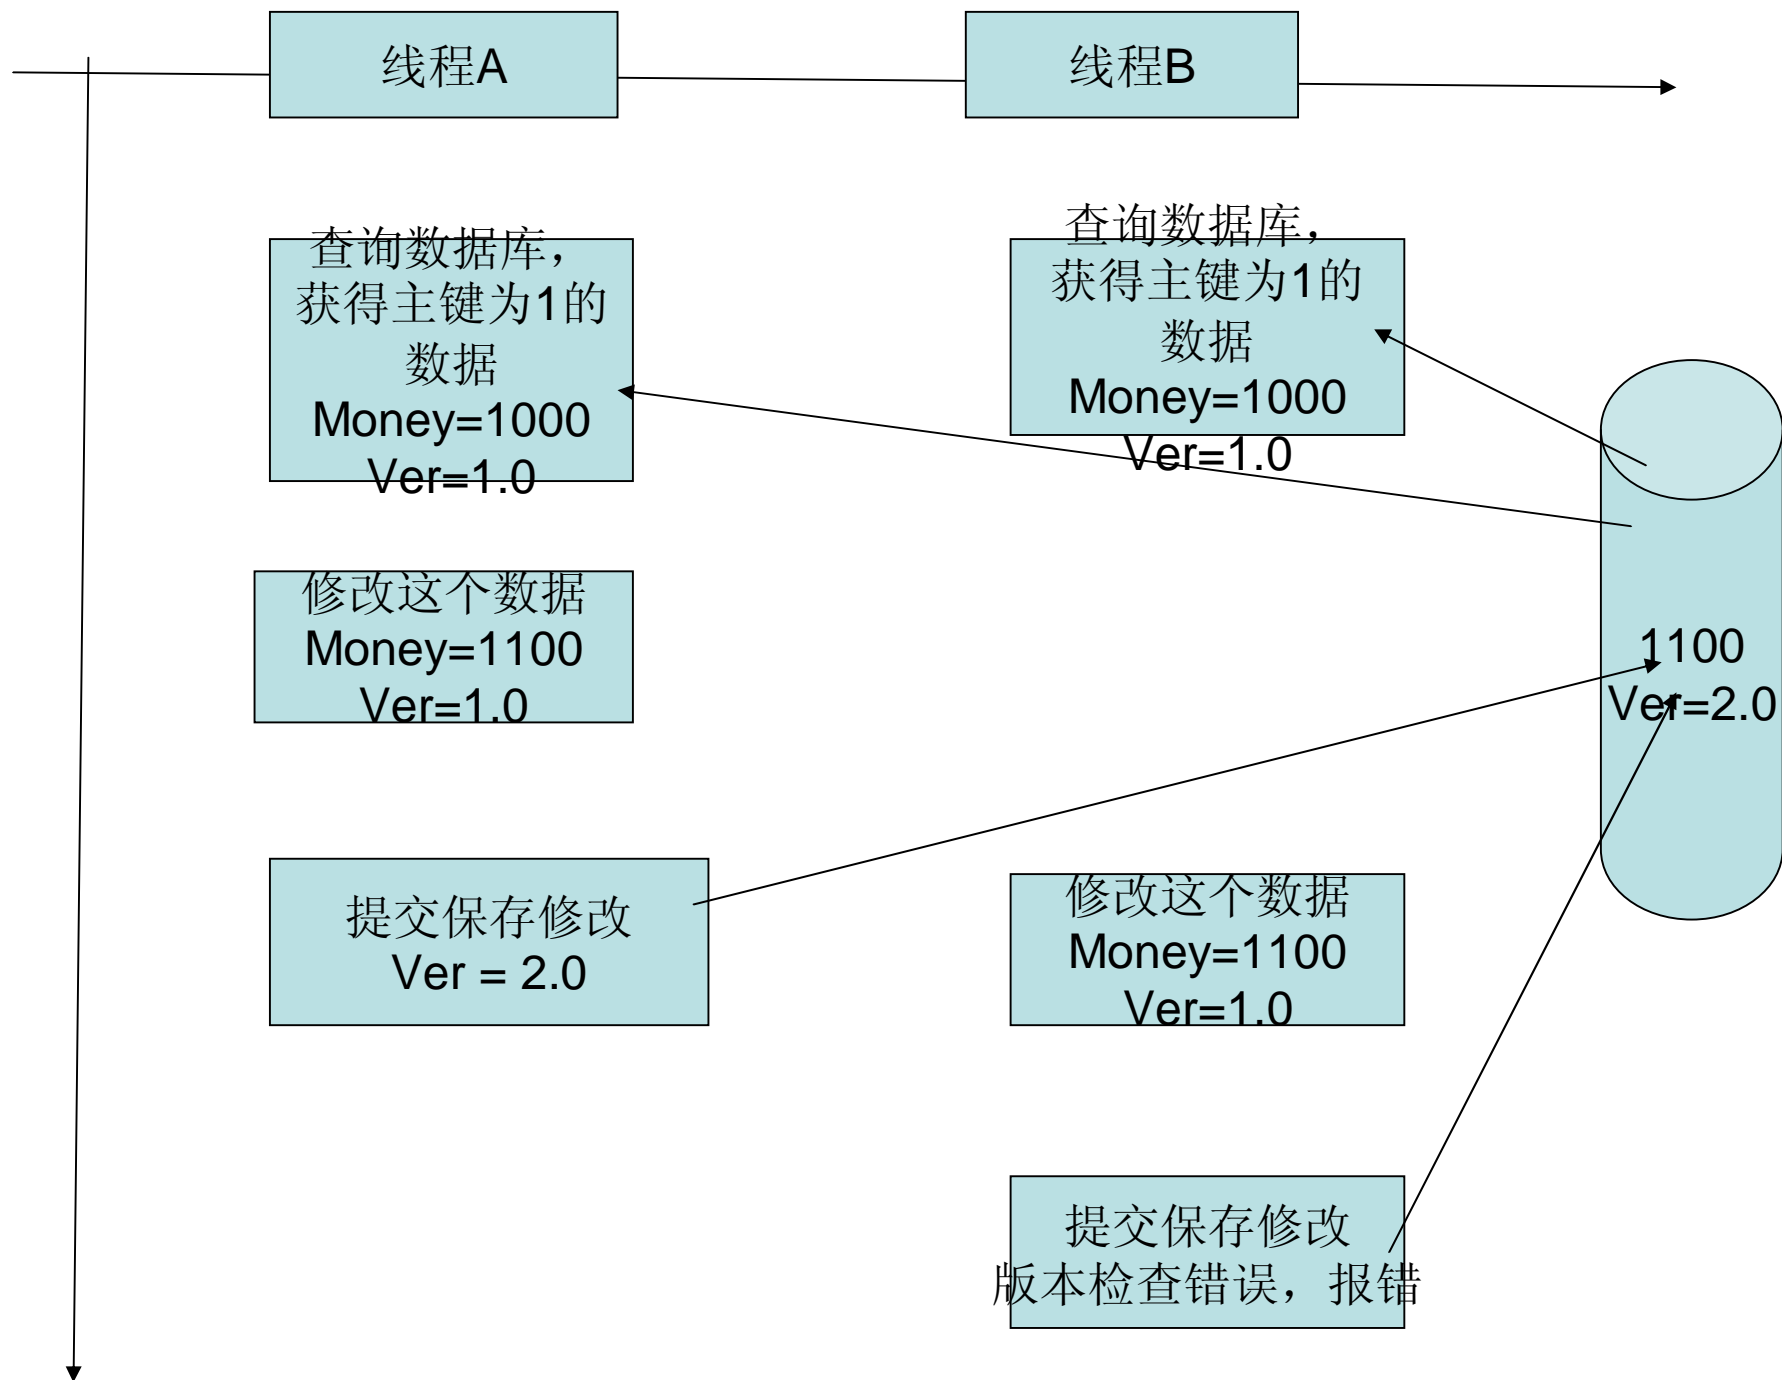 线程A
线程B
查询数据库，
获得主键为1的
数据
Money=1000
Ver=1.0
查询数据库，
获得主键为1的
数据
Money=1000
Ver=1.0
修改这个数据
Money=1100
Ver=1.0
1100
Ver=2.0
提交保存修改
Ver = 2.0
修改这个数据
Money=1100
Ver=1.0
提交保存修改
版本检查错误，报错